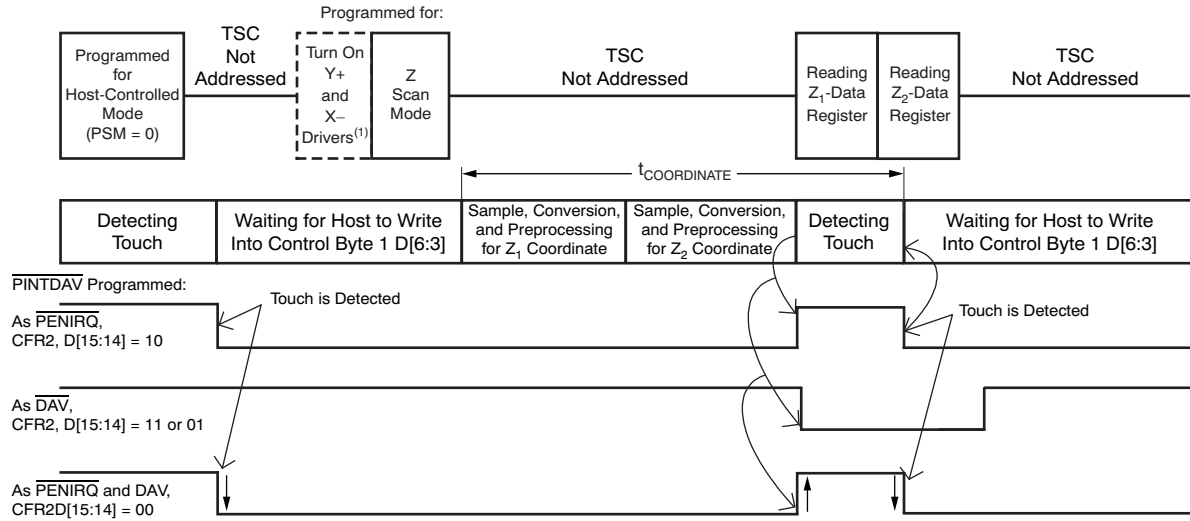 Programmed for:
Programmed
for
Host-Controlled
Mode
(PSM = 0)
TSC
Not
Addressed
Turn On
Y+
and
X−
Drivers(1)
Z
Scan
Mode
TSC
Not Addressed
Reading
Z1-Data
Register
Reading
Z2-Data
Register
TSC
Not Addressed
tCOORDINATE
Detecting
Touch
Waiting for Host to Write
Into Control Byte 1 D[6:3]
Sample, Conversion,
and Preprocessing
for Z1 Coordinate
Sample, Conversion,
and Preprocessing
for Z2 Coordinate
Detecting
Touch
Waiting for Host to Write
Into Control Byte 1 D[6:3]
PINTDAV Programmed:
Touch is Detected
Touch is Detected
As PENIRQ,
CFR2, D[15:14] = 10
As DAV,
CFR2, D[15:14] = 11 or 01
As PENIRQ and DAV,
CFR2D[15:14] = 00